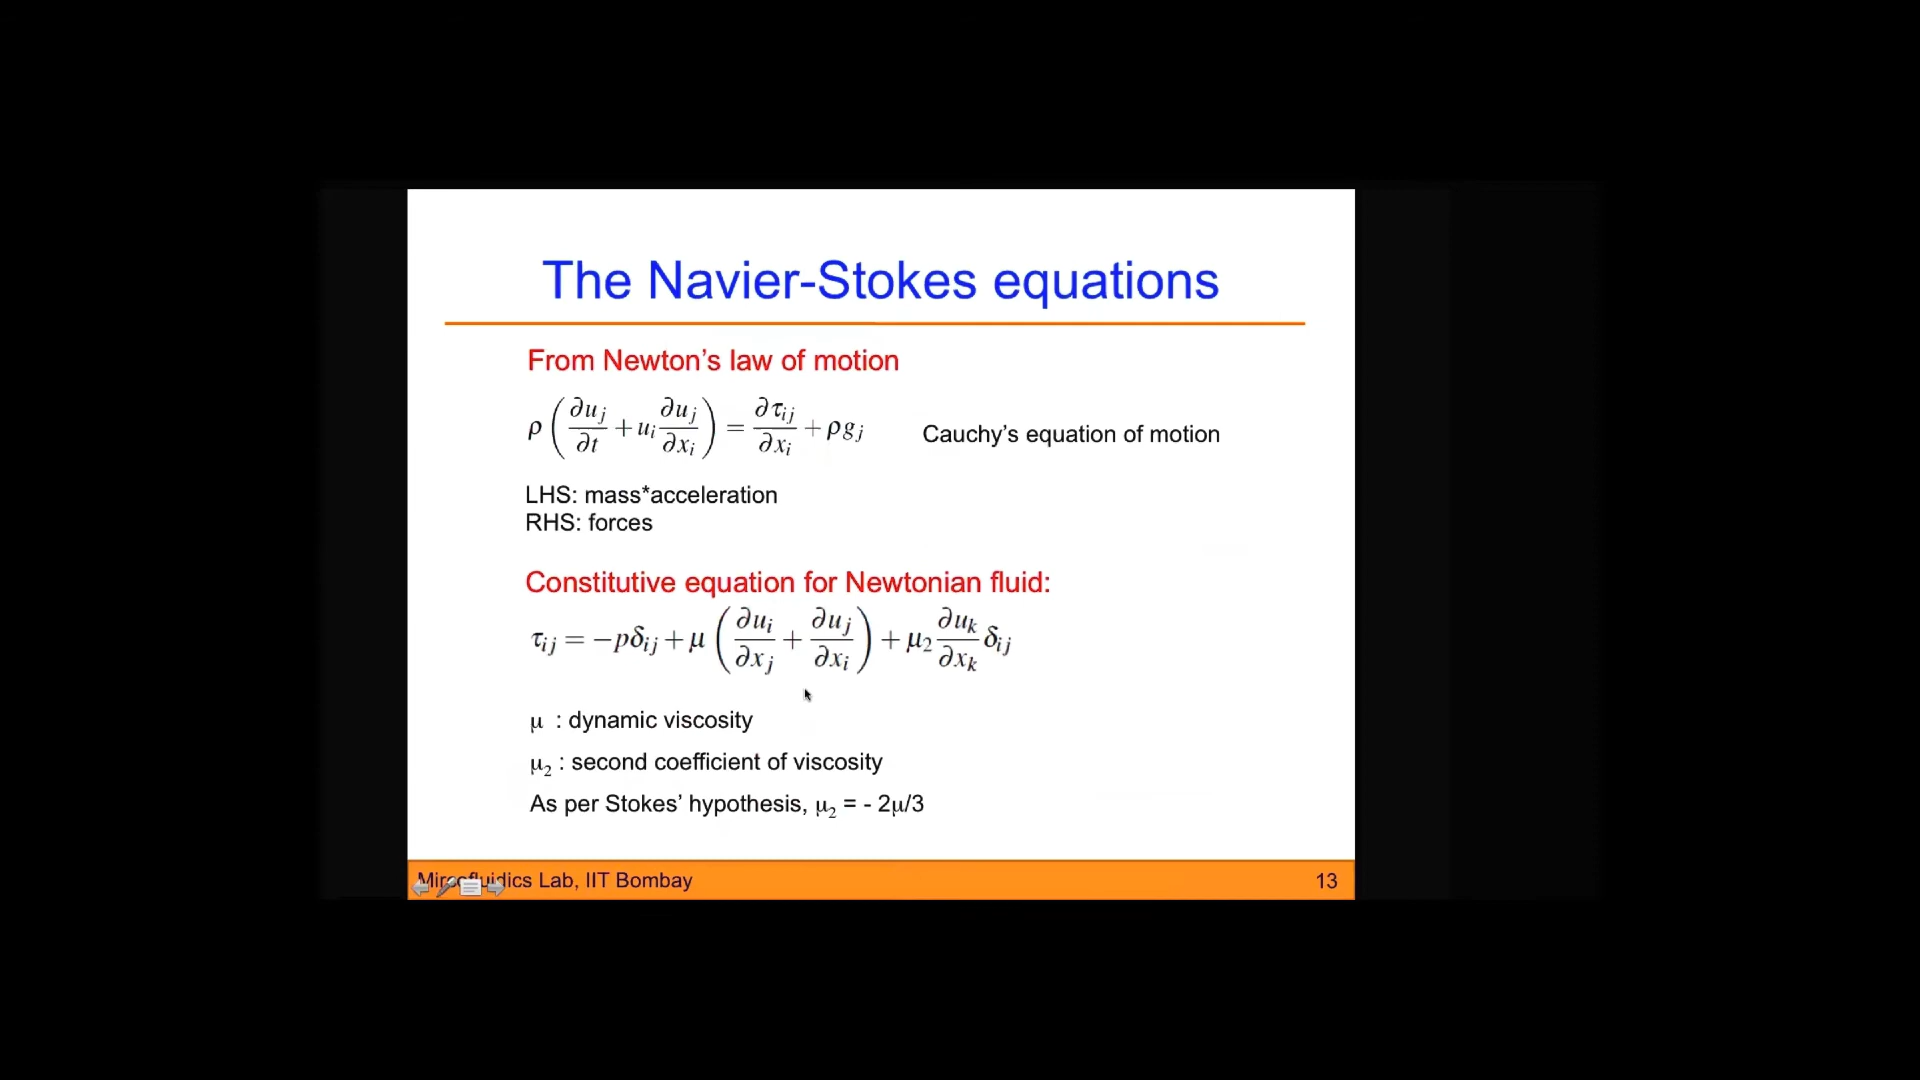 The Navier-Stokes equations
From Newton's law of motion
ρ ( ∂u_j/∂t + u_i ∂u_j/∂x_i ) = ∂τ_ij/∂x_i + ρg_j
Cauchy's equation of motion
LHS: mass*acceleration
RHS: forces
Constitutive equation for Newtonian fluid:
τ_ij = −pδ_ij + μ ( ∂u_i/∂x_j + ∂u_j/∂x_i ) + μ_2 ∂u_k/∂x_k δ_ij
μ : dynamic viscosity
μ_2 : second coefficient of viscosity
As per Stokes' hypothesis, μ_2 = - 2μ/3
Mircofluidics Lab, IIT Bombay
13